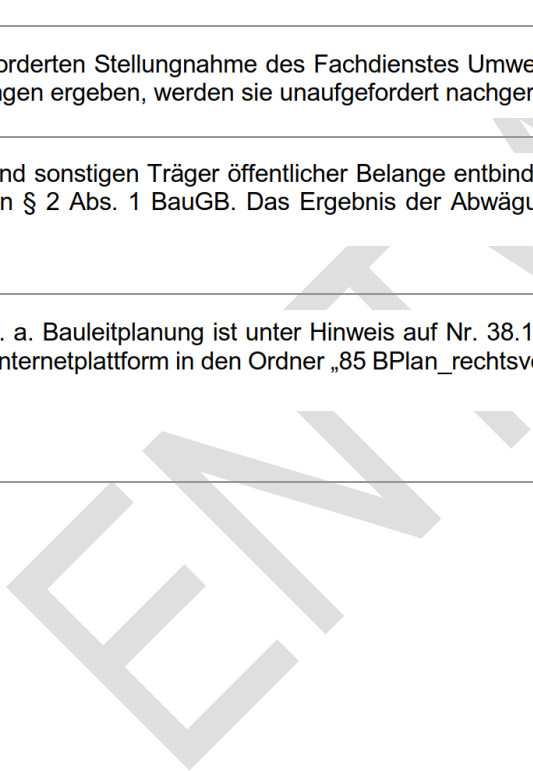 orderten Stellungnahme des Fachdienstes Umwe
ngen ergeben, werden sie unaufgefordert nachger
nd sonstigen Träger öffentlicher Belange entbind
n § 2 Abs. 1 BauGB. Das Ergebnis der Abwägu
. a. Bauleitplanung ist unter Hinweis auf Nr. 38.1
nternetplattform in den Ordner „85 BPlan_rechtsv
ENT